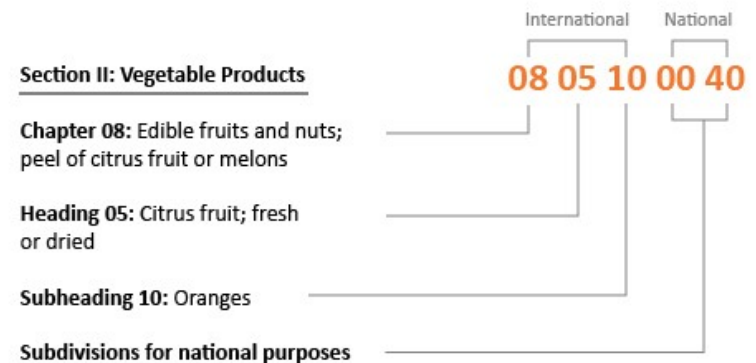 International National
Section II: Vegetable Products
08 05 10 00 40
Chapter 08: Edible fruits and nuts;
peel of citrus fruit or melons
Heading 05: Citrus fruit; fresh
or dried
Subheading 10: Oranges
Subdivisions for national purposes